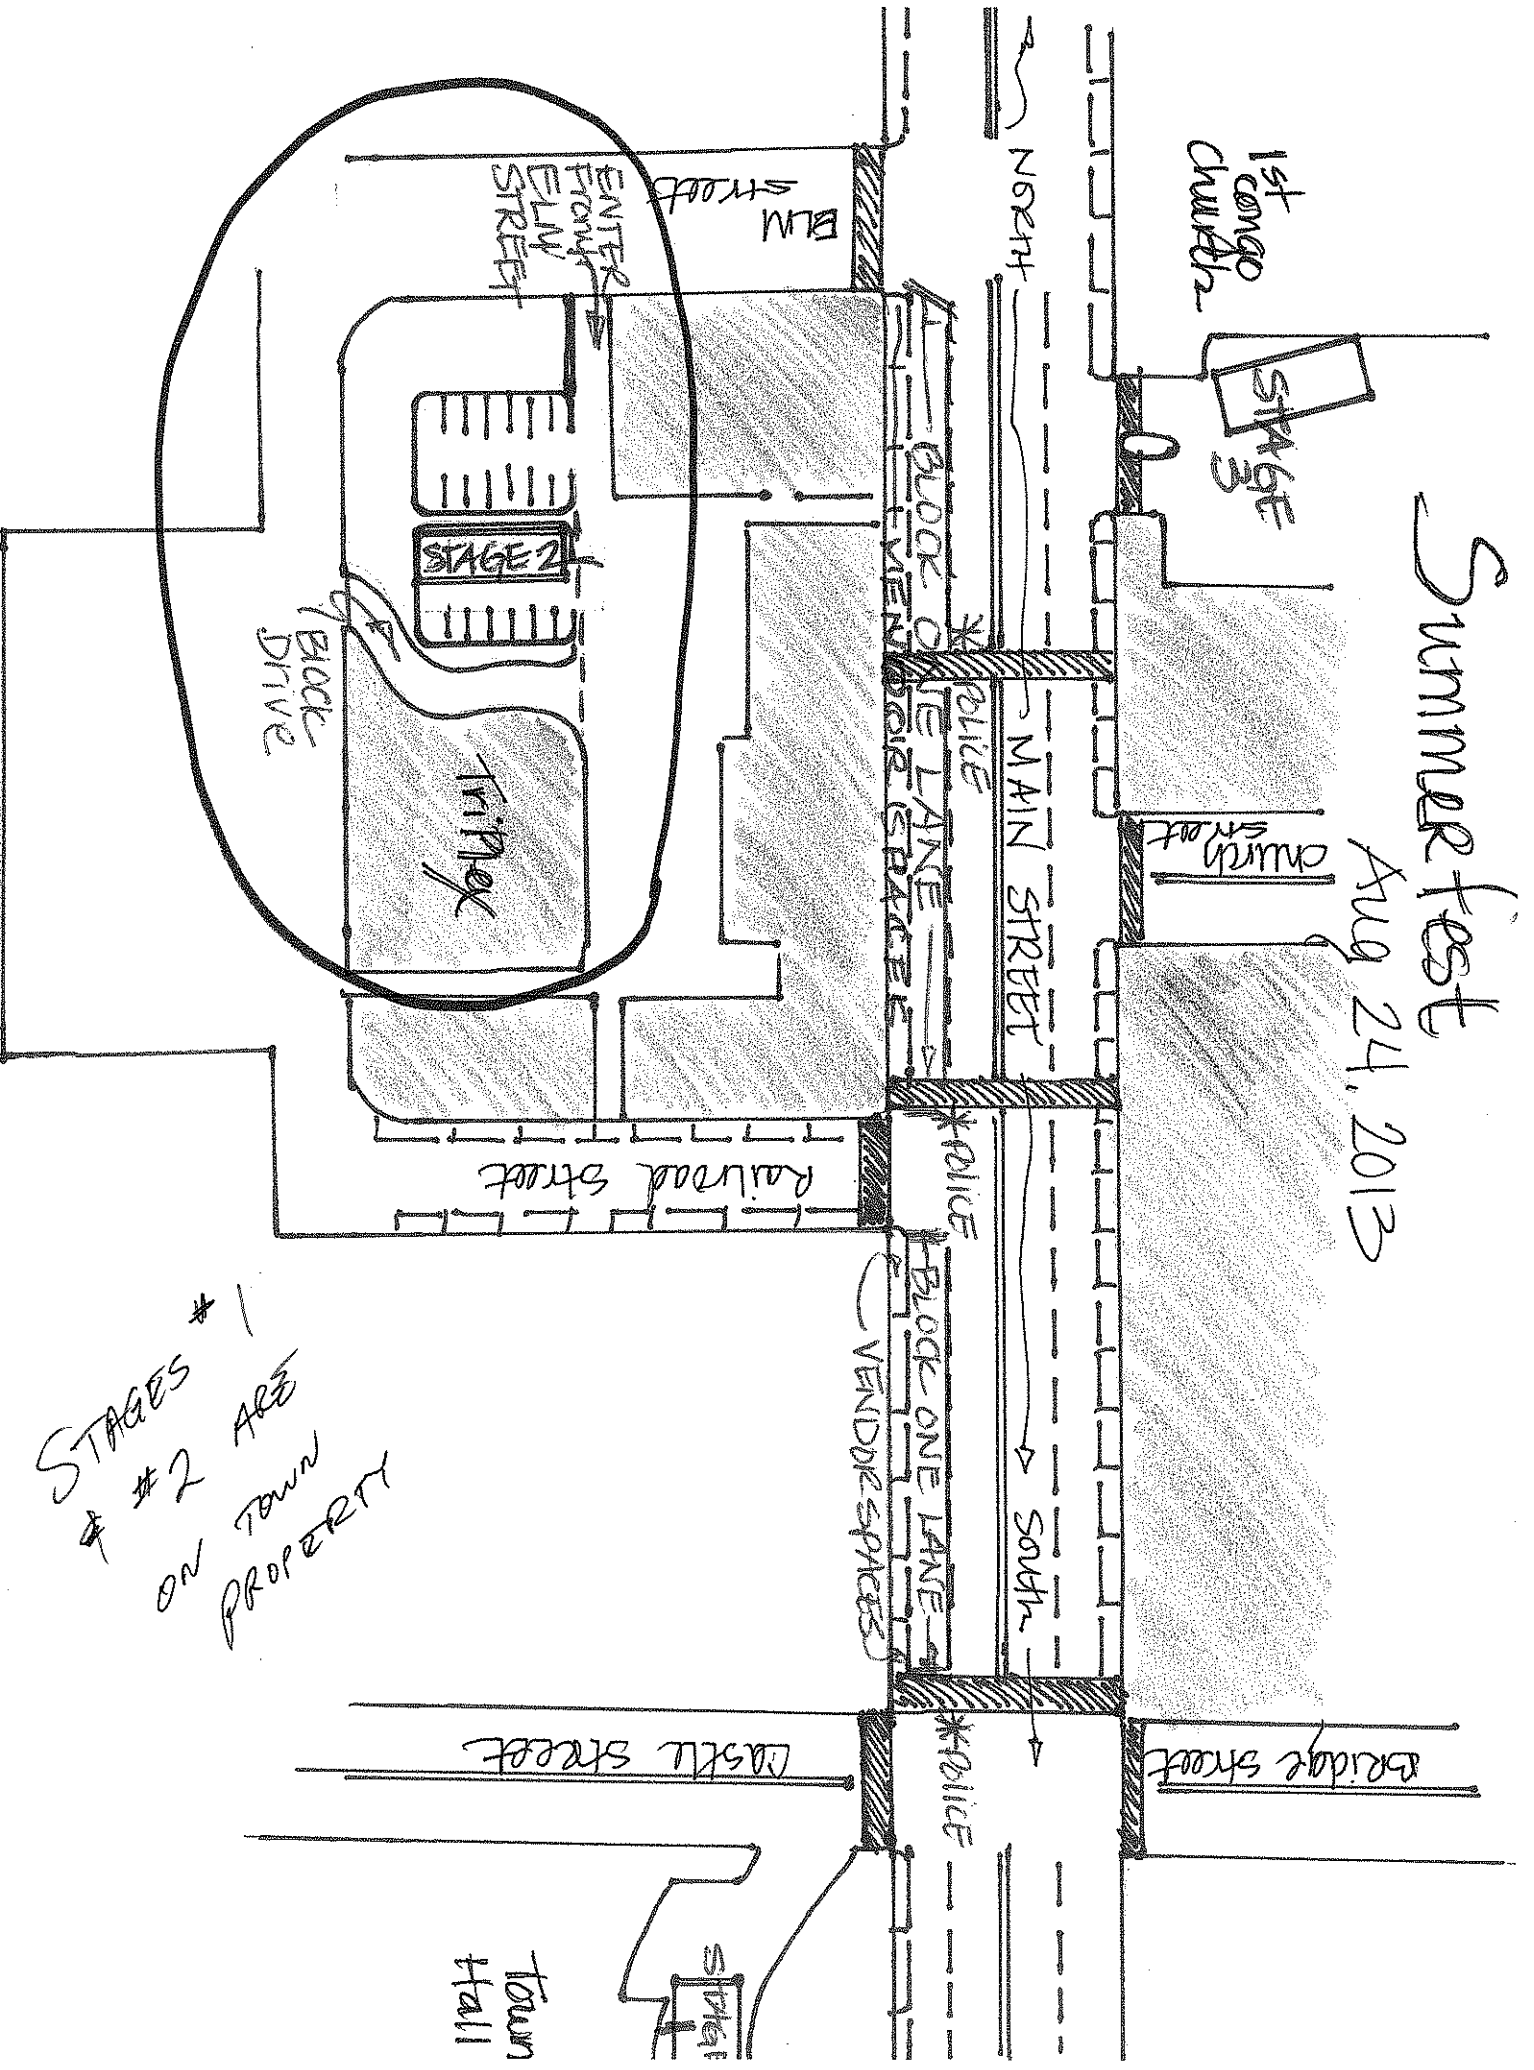 Summerfest
Aug 24, 2013
1st
congo
church
STAGE
3
church
street
BRidge street
NORTH
MAIN STREET
South
*POLICE
*POLICE
*POLICE
BLOCK ONE LANE
VENDOR SPACES
BLOCK ONE LANE
VENDOR SPACES
ELM
street
ENTER
From
ELM
STREET
STAGE 2
BLOCK
Drive
Triplex
Railroad Street
castle street
STAGE
1
Town
Hall
STAGES #1
& #2 ARE
ON TOWN
PROPERTY